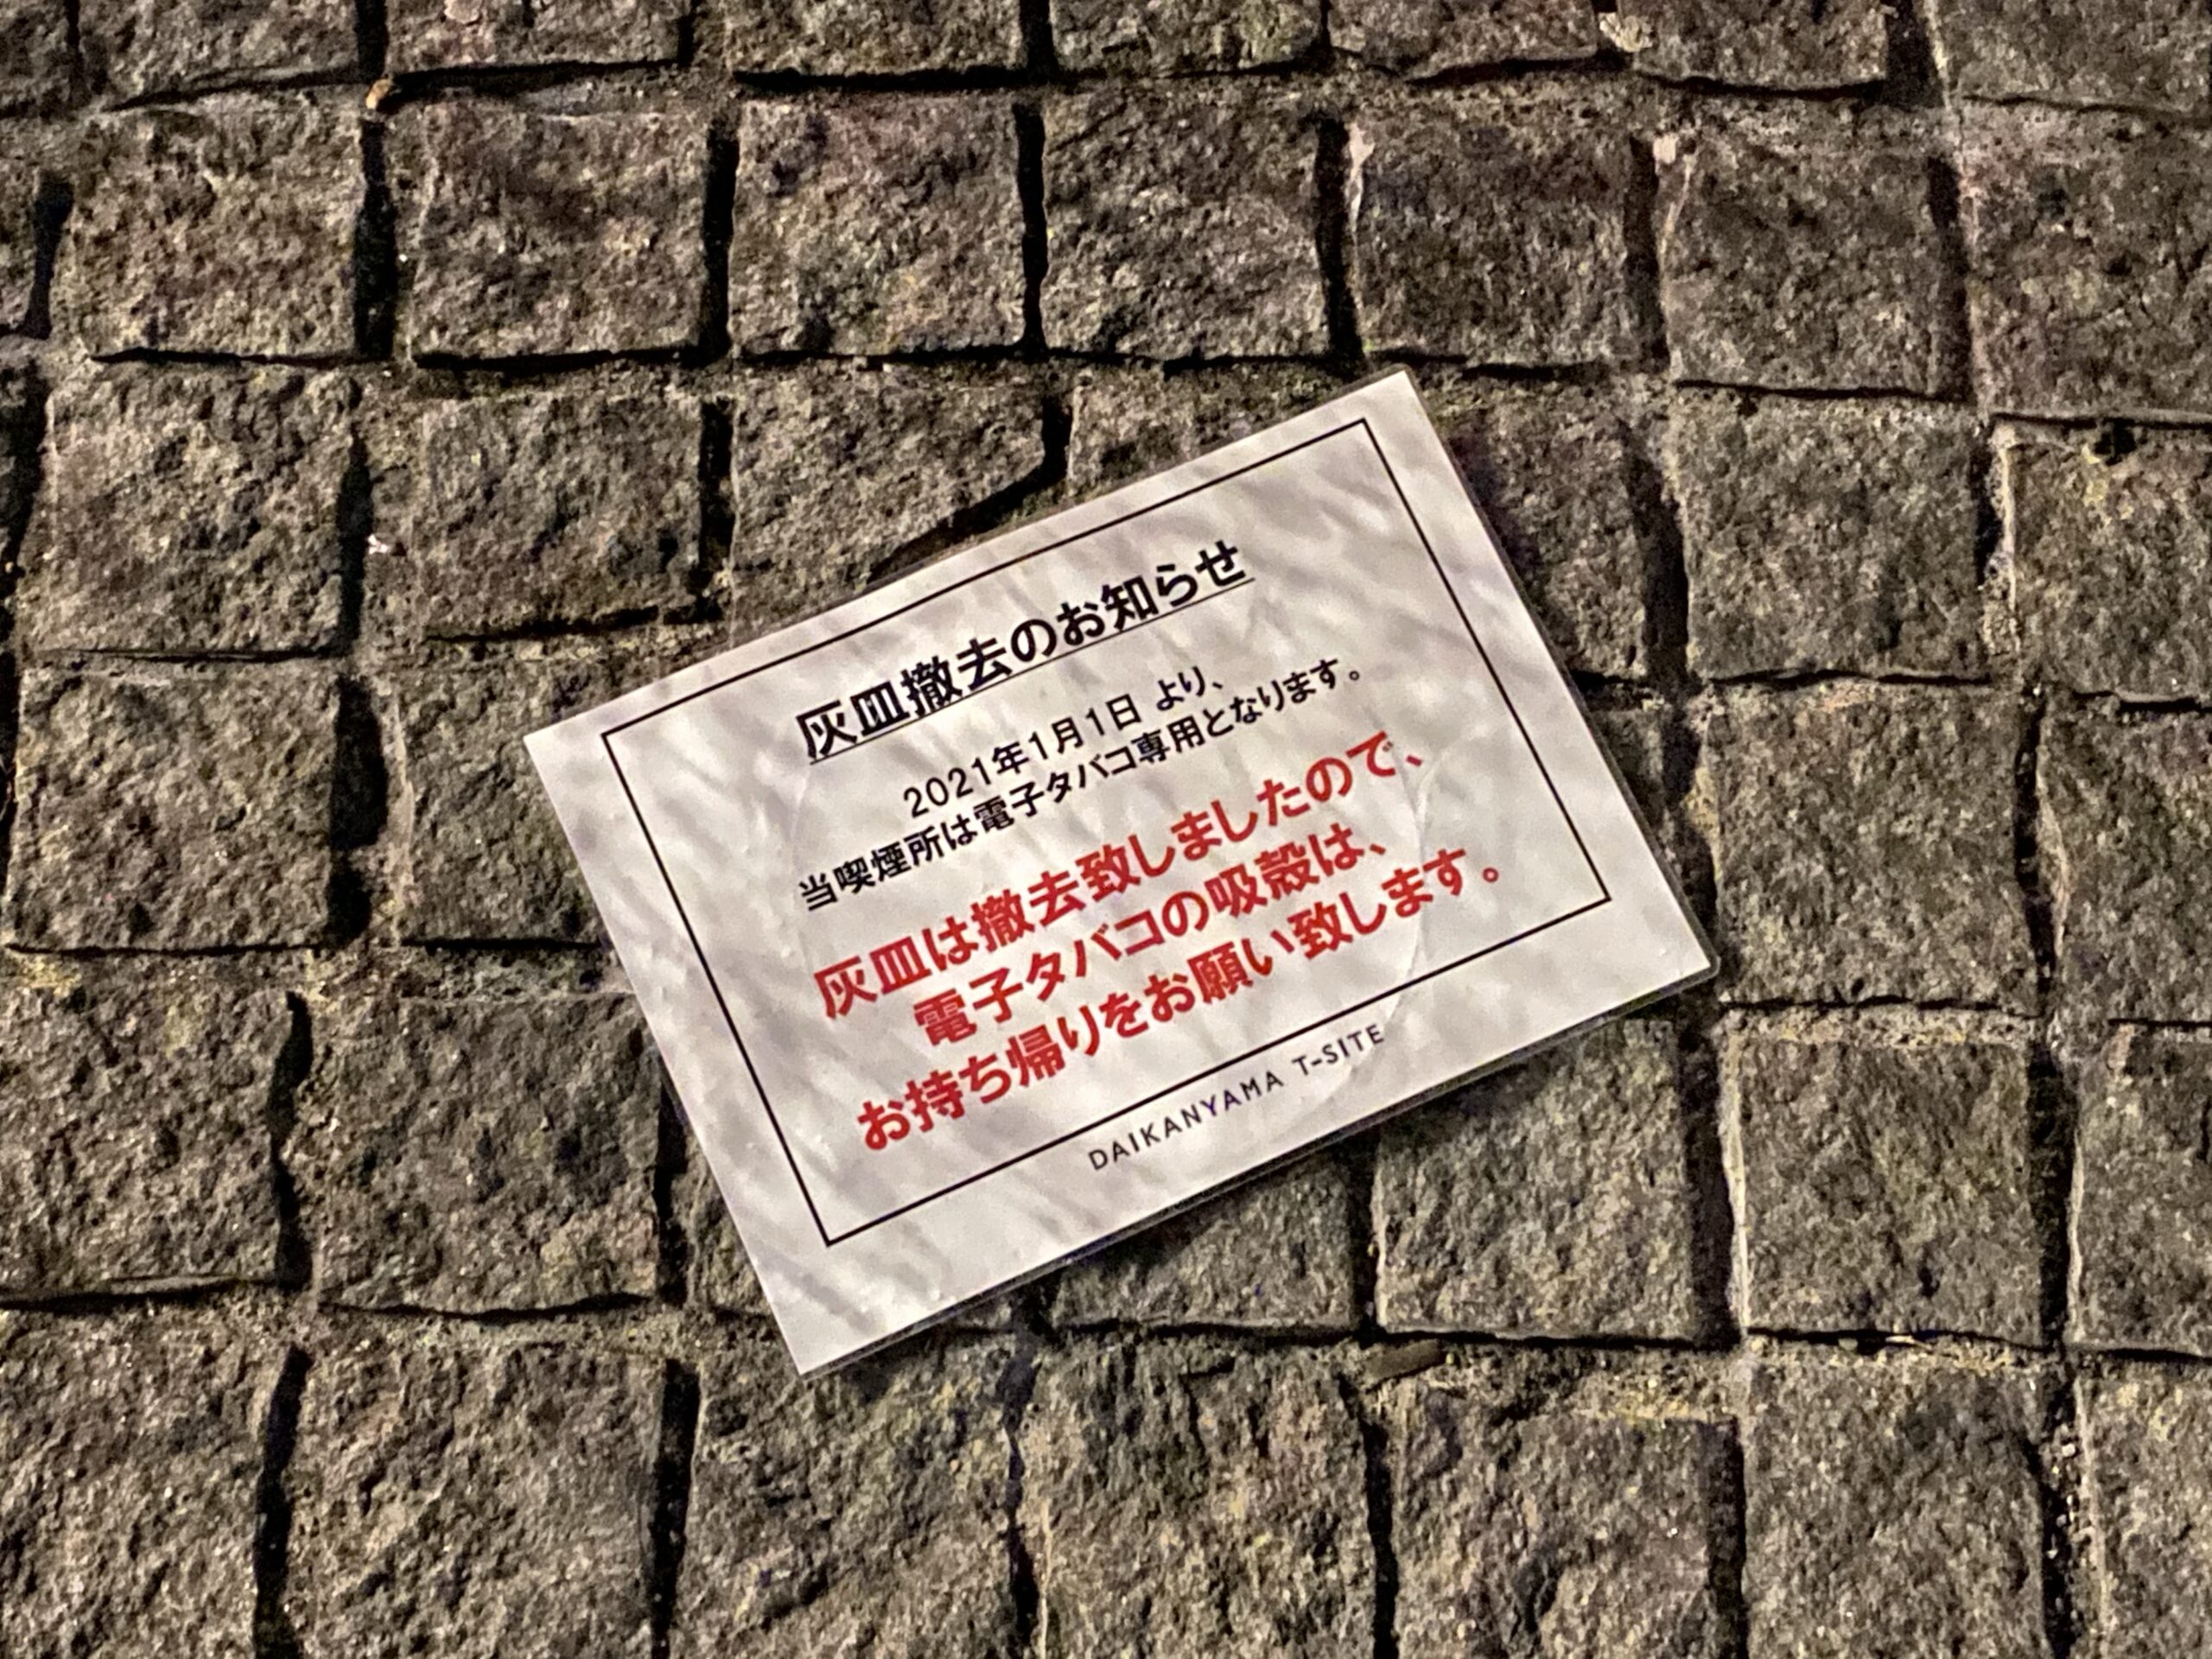 灰皿撤去のお知らせ
2021年1月1日 より、
当喫煙所は電子タバコ専用となります。
灰皿は撤去致しましたので、
電子タバコの吸殻は、
お持ち帰りをお願い致します。
DAIKANYAMA T-SITE